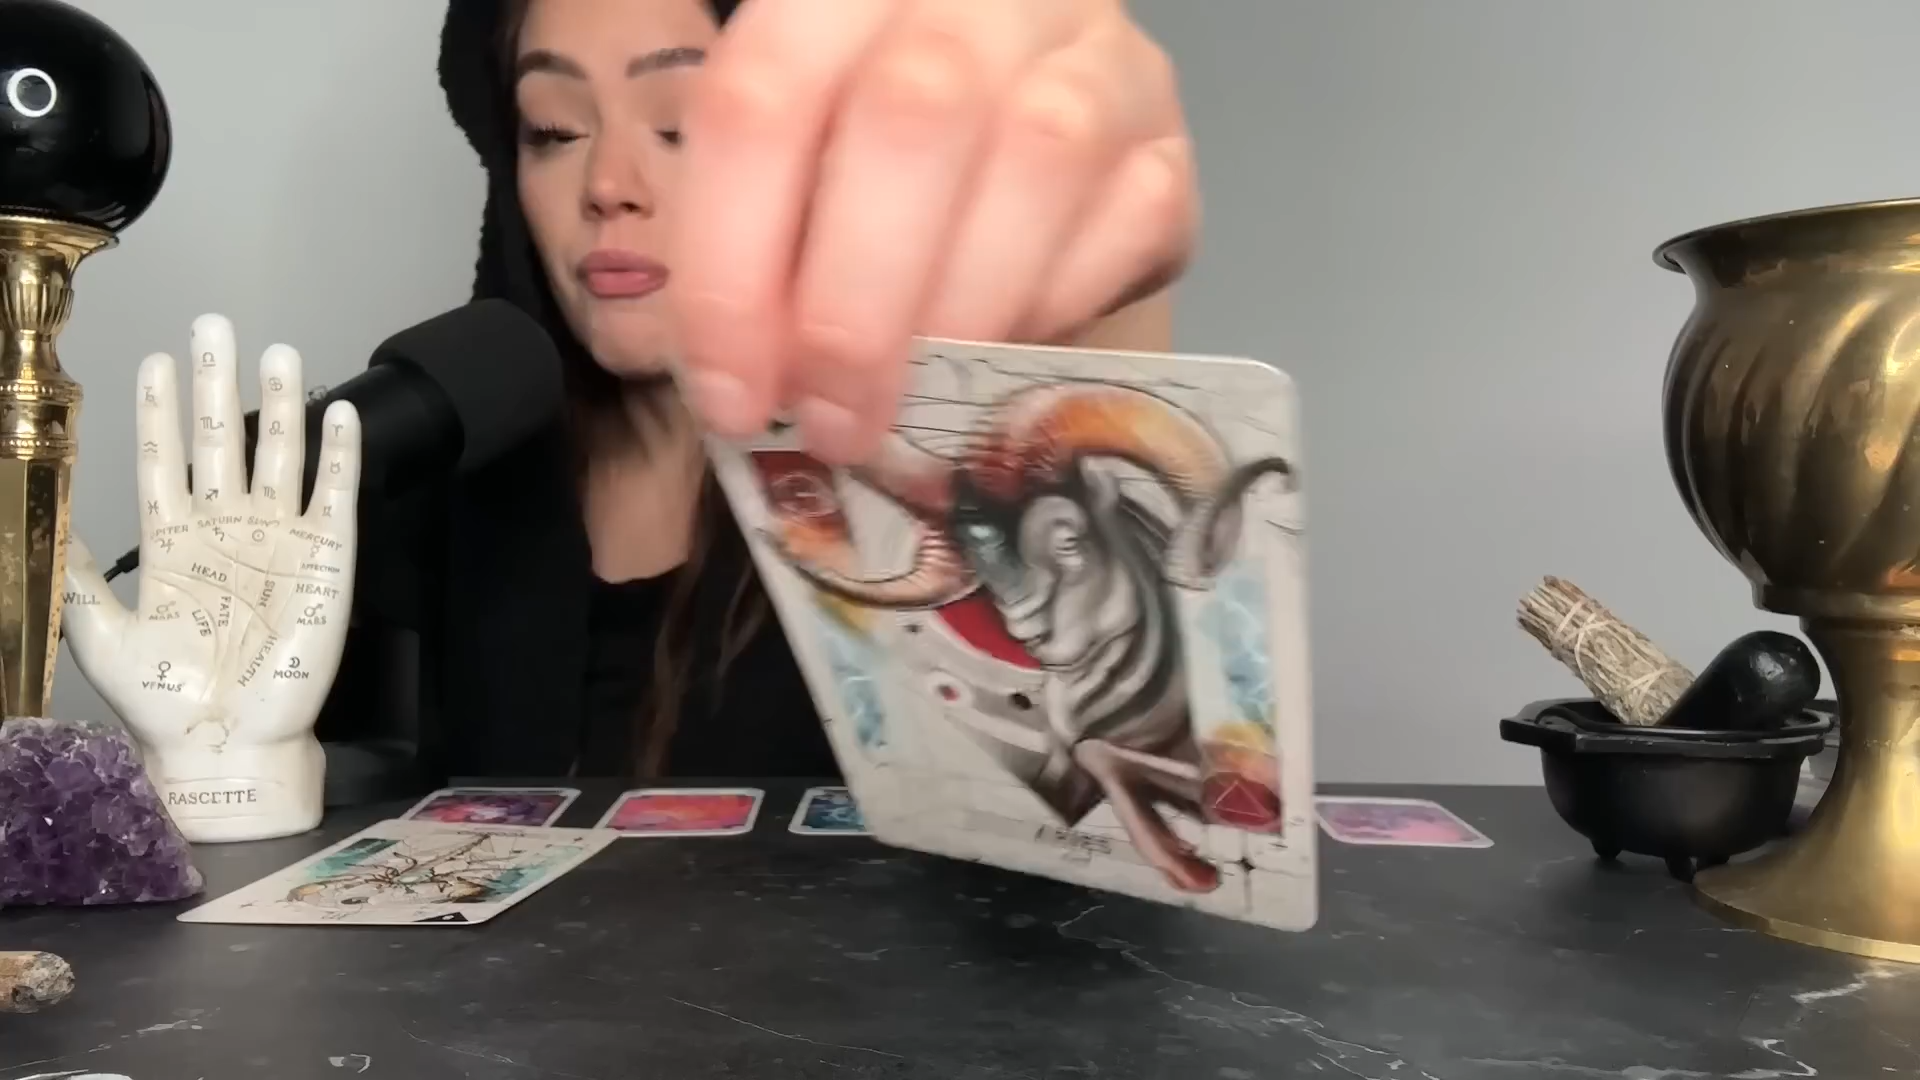 JUPITER SATURN SUN MERCURY
HEAD
AFFECTION
WILL
MARS
LIFE
FATE
SUN
HEART
MARS
HEALTH
VENUS
MOON
RASCETTE
ARIES